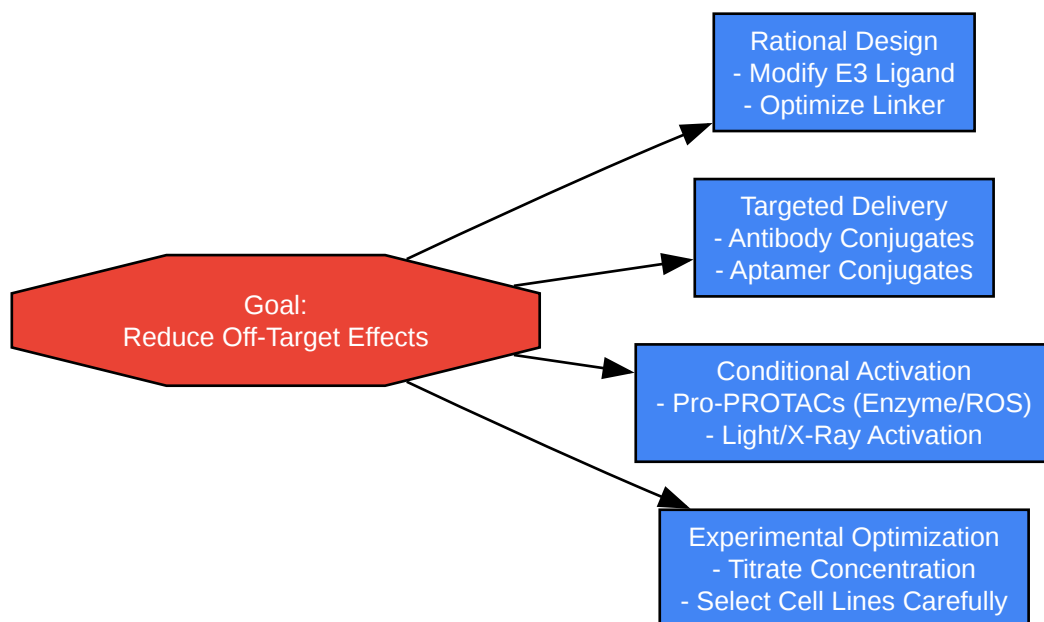 Rational Design
- Modify E3 Ligand
- Optimize Linker
Targeted Delivery
- Antibody Conjugates
- Aptamer Conjugates
Goal:
Reduce Off-Target Effects
Conditional Activation
- Pro-PROTACs (Enzyme/ROS)
- Light/X-Ray Activation
Experimental Optimization
- Titrate Concentration
- Select Cell Lines Carefully